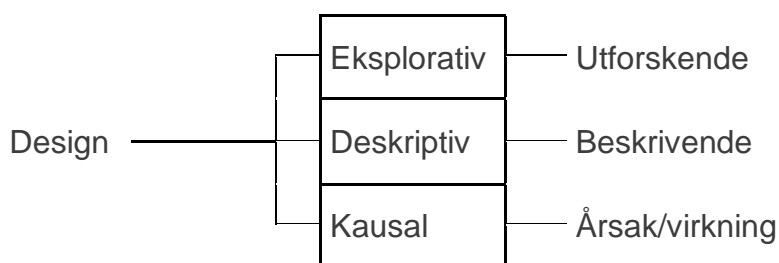 Eksplorativ Utforskende
Design Deskriptiv Beskrivende
Kausal Årsak/virkning